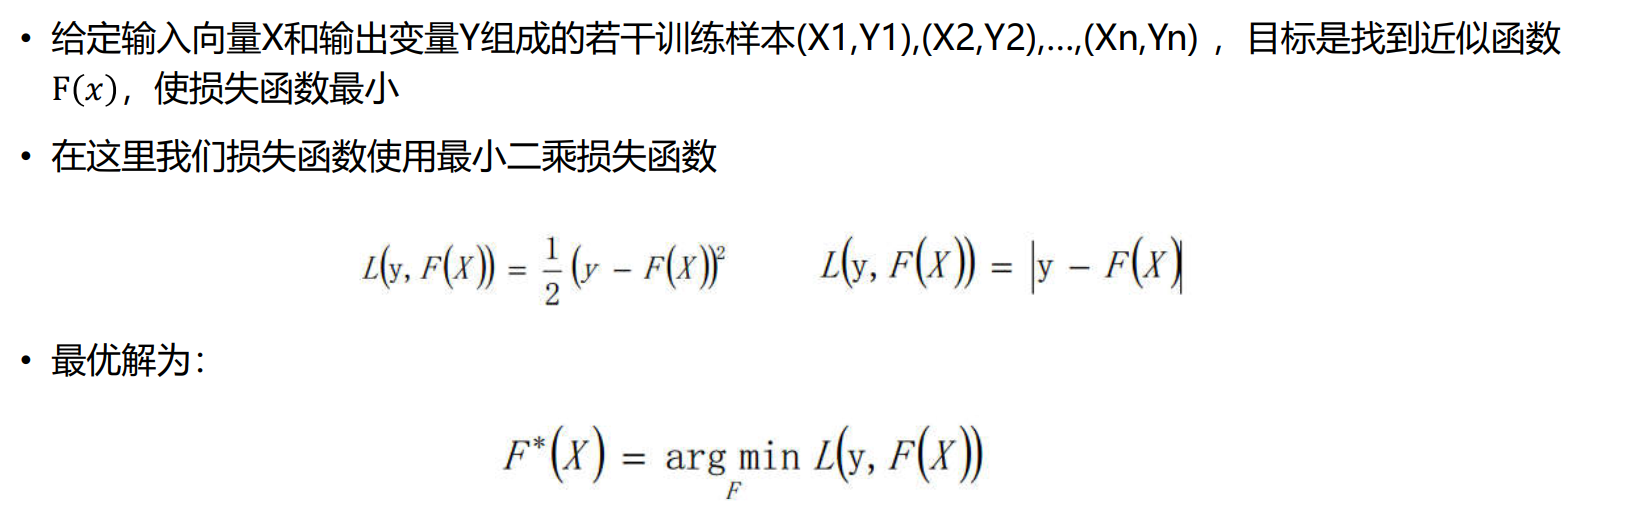 • 给定输入向量X和输出变量Y组成的若干训练样本(X1,Y1),(X2,Y2),...,(Xn,Yn) ，目标是找到近似函数
F(x)，使损失函数最小
• 在这里我们损失函数使用最小二乘损失函数
L(y, F(X)) = 1/2 (y − F(X))² L(y, F(X)) = |y − F(X)|
• 最优解为：
F*(X) = arg min L(y, F(X))
F